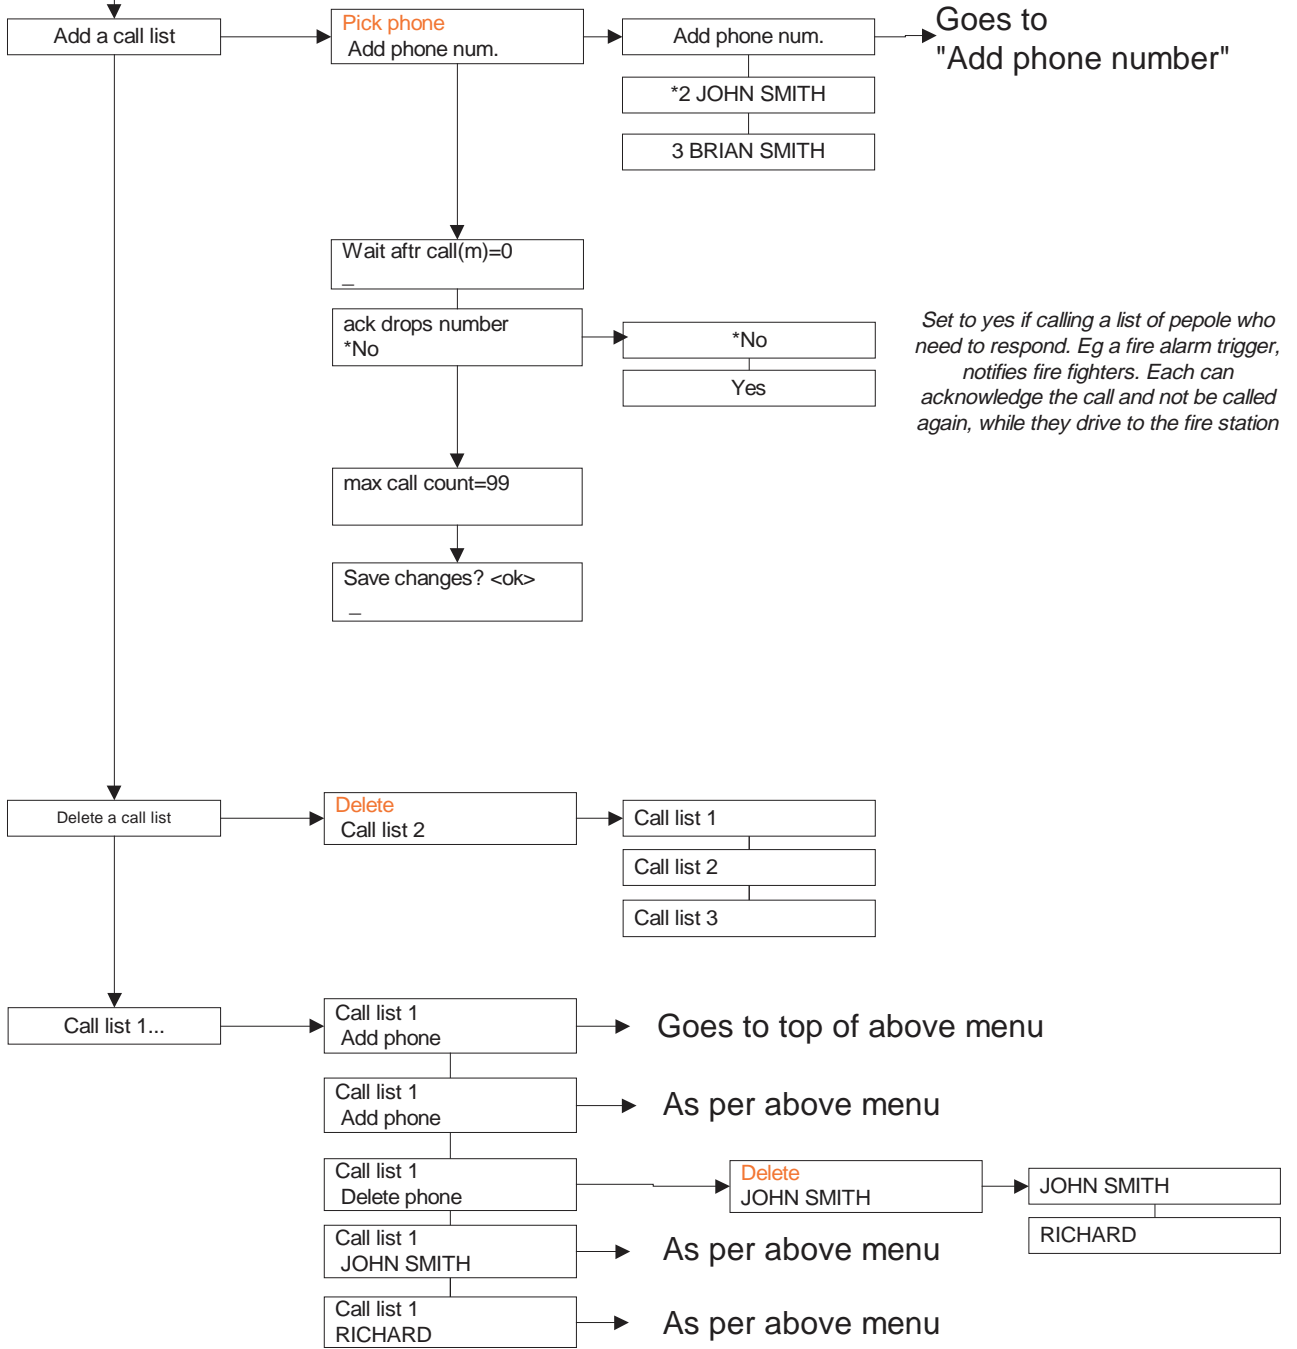 Add a call list
Pick phone
Add phone num.
Add phone num.
Goes to
"Add phone number"
*2 JOHN SMITH
3 BRIAN SMITH
Wait aftr call(m)=0
_
ack drops number
*No
*No
Yes
Set to yes if calling a list of pepole who
need to respond. Eg a fire alarm trigger,
notifies fire fighters. Each can
acknowledge the call and not be called
again, while they drive to the fire station
max call count=99
Save changes? <ok>
_
Delete a call list
Delete
Call list 2
Call list 1
Call list 2
Call list 3
Call list 1...
Call list 1
Add phone
Goes to top of above menu
Call list 1
Add phone
As per above menu
Call list 1
Delete phone
Delete
JOHN SMITH
JOHN SMITH
RICHARD
Call list 1
JOHN SMITH
As per above menu
Call list 1
RICHARD
As per above menu